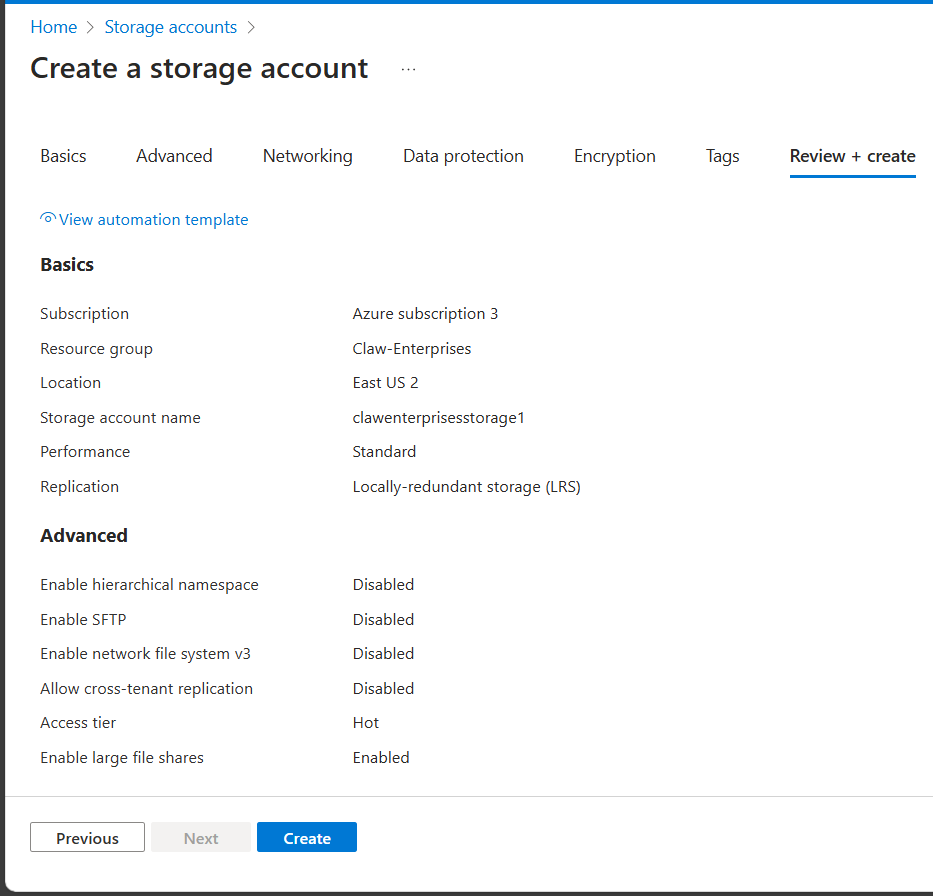 Home > Storage accounts >
Create a storage account ...
Basics Advanced Networking Data protection Encryption Tags Review + create
View automation template
Basics
Subscription Azure subscription 3
Resource group Claw-Enterprises
Location East US 2
Storage account name clawenterprisesstorage1
Performance Standard
Replication Locally-redundant storage (LRS)
Advanced
Enable hierarchical namespace Disabled
Enable SFTP Disabled
Enable network file system v3 Disabled
Allow cross-tenant replication Disabled
Access tier Hot
Enable large file shares Enabled
Previous Next Create